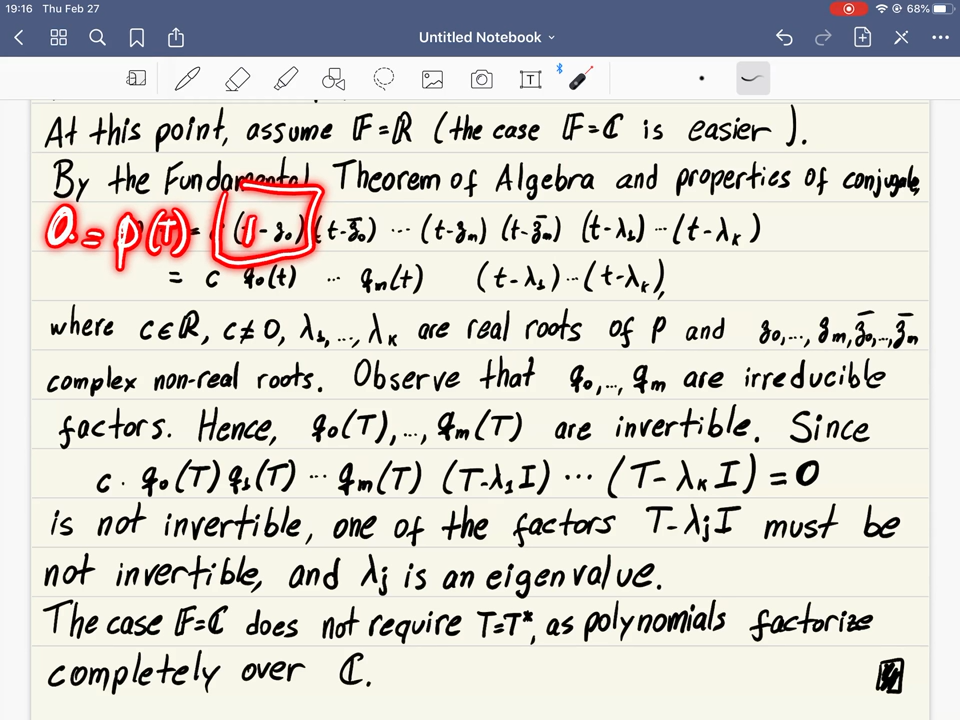 19:16 Thu Feb 27 68%
Untitled Notebook
At this point, assume 𝔽=ℝ (the case 𝔽=ℂ is easier).
By the Fundamental Theorem of Algebra and properties of conjugate,
0 = p(T) = (t-z₀)(t-z̄₀) ... (t-zₘ)(t-z̄ₘ) (t-λ₁)...(t-λₖ)
= c q₀(t) ... qₘ(t) (t-λ₁)...(t-λₖ),
where c∈ℝ, c≠0, λ₁,...,λₖ are real roots of p and z₀,...,zₘ, z̄₀,...,z̄ₘ
complex non-real roots. Observe that q₀,...,qₘ are irreducible
factors. Hence, q₀(T),...,qₘ(T) are invertible. Since
c · q₀(T)q₁(T) ... qₘ(T) (T-λ₁I) ... (T-λₖI) = 0
is not invertible, one of the factors T-λⱼI must be
not invertible, and λⱼ is an eigenvalue.
The case 𝔽=ℂ does not require T=T*, as polynomials factorize
completely over ℂ.